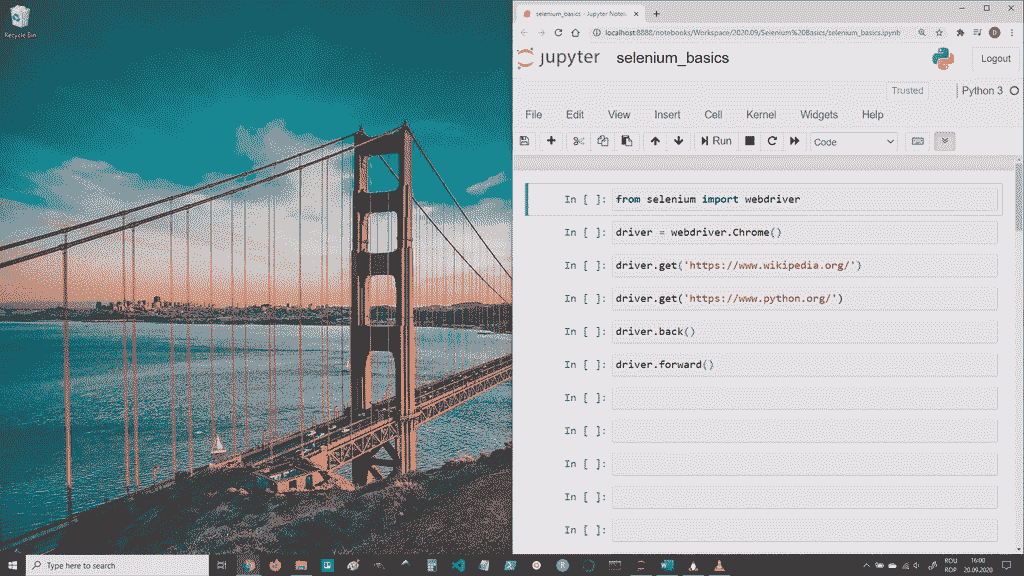 Recycle Bin
selenium_basics - Jupyter Note
localhost:8888/notebooks/Workspace/2020.09/Selenium%20Basics/selenium_basics.ipynb
jupyter selenium_basics
Logout
Trusted
Python 3
File Edit View Insert Cell Kernel Widgets Help
Run Code
In [ ]: from selenium import webdriver
In [ ]: driver = webdriver.Chrome()
In [ ]: driver.get('https://www.wikipedia.org/')
In [ ]: driver.get('https://www.python.org/')
In [ ]: driver.back()
In [ ]: driver.forward()
In [ ]:
In [ ]:
In [ ]:
In [ ]:
In [ ]:
Type here to search
ROU 16:00
ROP 20.09.2020